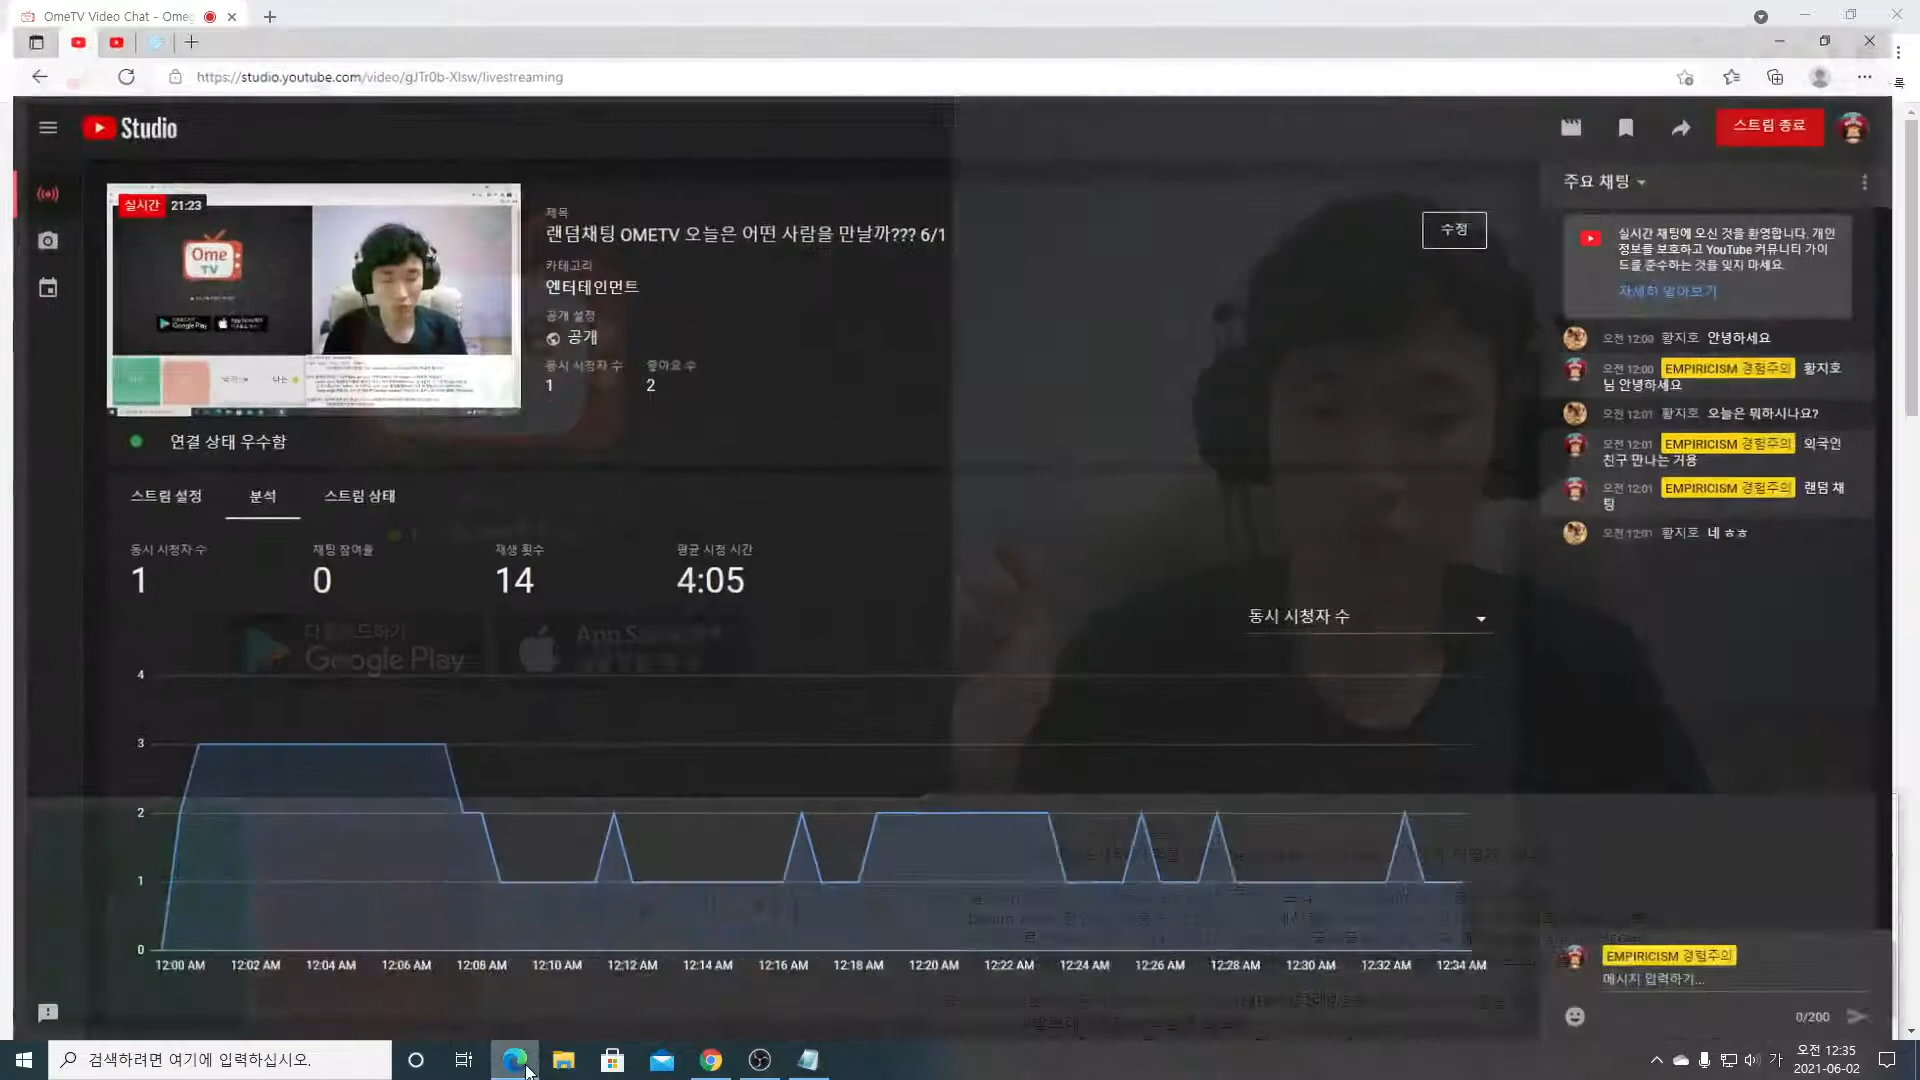 OmeTV Video Chat - Ome
https://studio.youtube.com/video/gJTr0b-XIsw/livestreaming
Studio
스트림 종료
실시간 21:23
Ome
TV
Google Play
제목
랜덤채팅 OMETV 오늘은 어떤 사람을 만날까??? 6/1
카테고리
엔터테인먼트
공개 설정
공개
동시 시청자 수 좋아요 수
1 2
수정
연결 상태 우수함
스트림 설정 분석 스트림 상태
동시 시청자 수 채팅 참여율 재생 횟수 평균 시청 시간
1 0 14 4:05
다운로드하기
Google Play
App S
동시 시청자 수
4
3
2
1
0
12:00 AM 12:02 AM 12:04 AM 12:06 AM 12:08 AM 12:10 AM 12:12 AM 12:14 AM 12:16 AM 12:18 AM 12:20 AM 12:22 AM 12:24 AM 12:26 AM 12:28 AM 12:30 AM 12:32 AM 12:34 AM
주요 채팅
실시간 채팅에 오신 것을 환영합니다. 개인
정보를 보호하고 YouTube 커뮤니티 가이
드를 준수하는 것을 잊지 마세요.
자세히 알아보기
오전 12:00 황지호 안녕하세요
오전 12:00 EMPIRICISM 경험주의 황지호
님 안녕하세요
오전 12:01 황지호 오늘은 뭐하시나요?
오전 12:01 EMPIRICISM 경험주의 외국인
친구 만나는 거용
오전 12:01 EMPIRICISM 경험주의 랜덤 채
팅
오전 12:01 황지호 네 ㅎㅎ
EMPIRICISM 경험주의
메시지 입력하기...
0/200
검색하려면 여기에 입력하십시오.
가
오전 12:35
2021-06-02